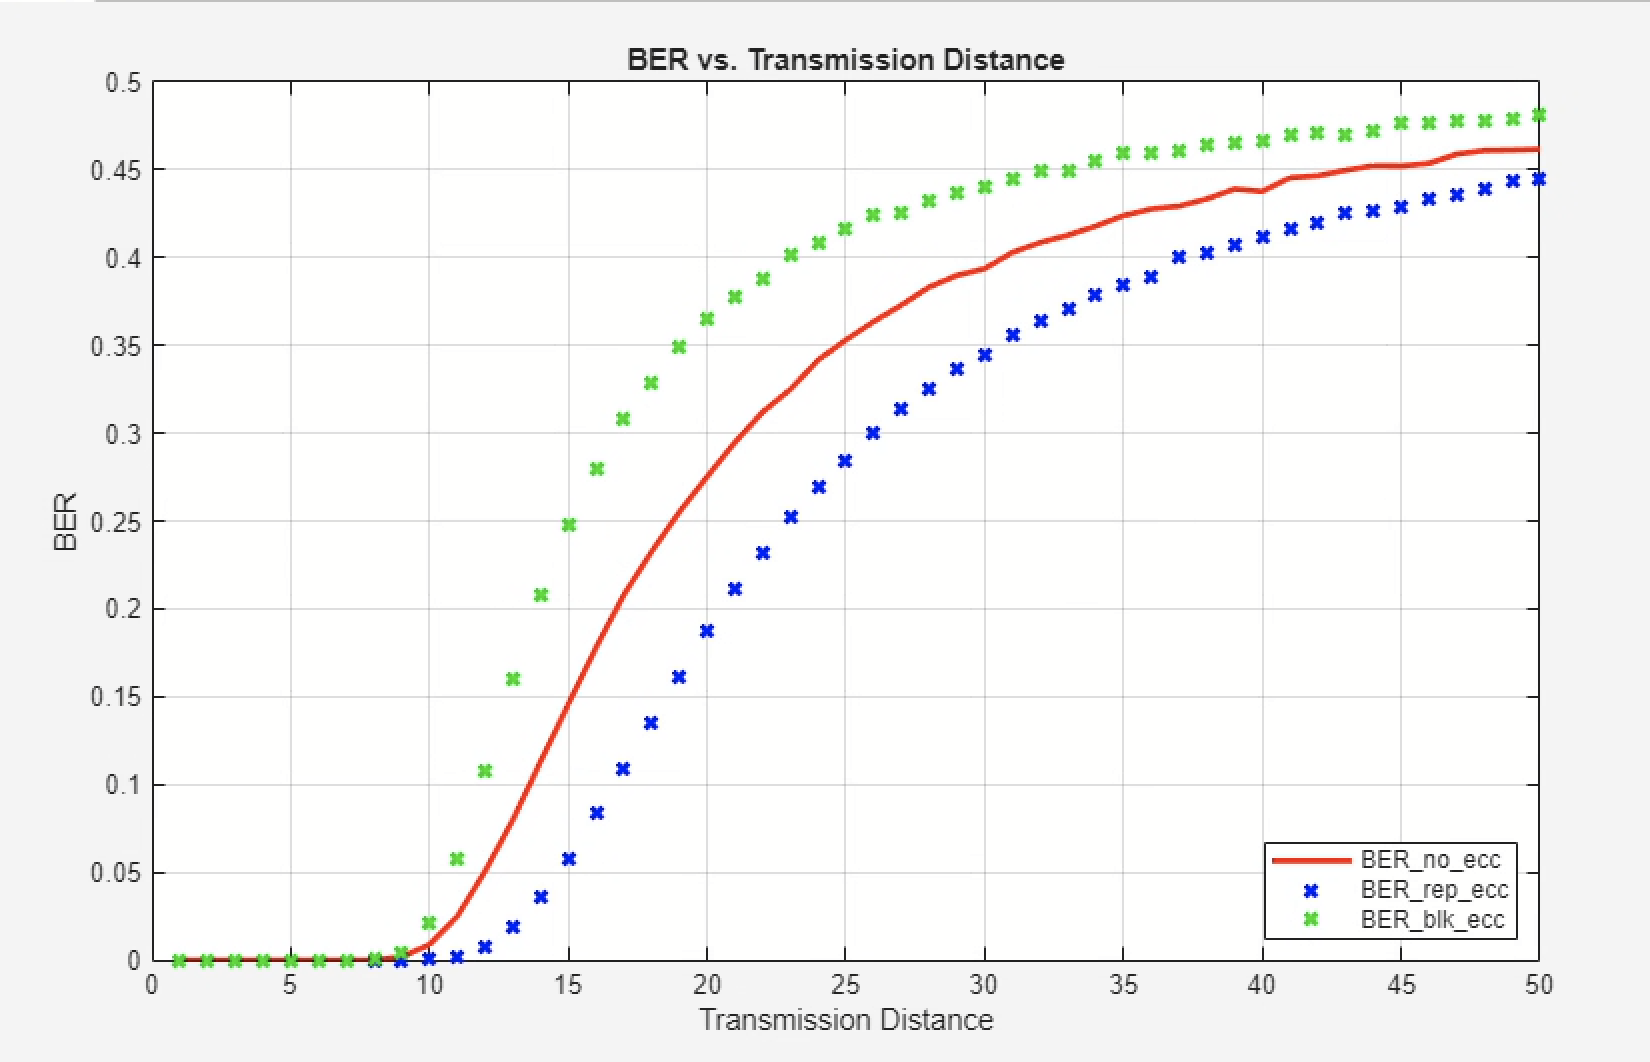 BER vs. Transmission Distance
0.5
0.45
0.4
0.35
0.3
0.25
0.2
0.15
0.1
0.05
0
BER
0 5 10 15 20 25 30 35 40 45 50
Transmission Distance
BER_no_ecc
BER_rep_ecc
BER_blk_ecc